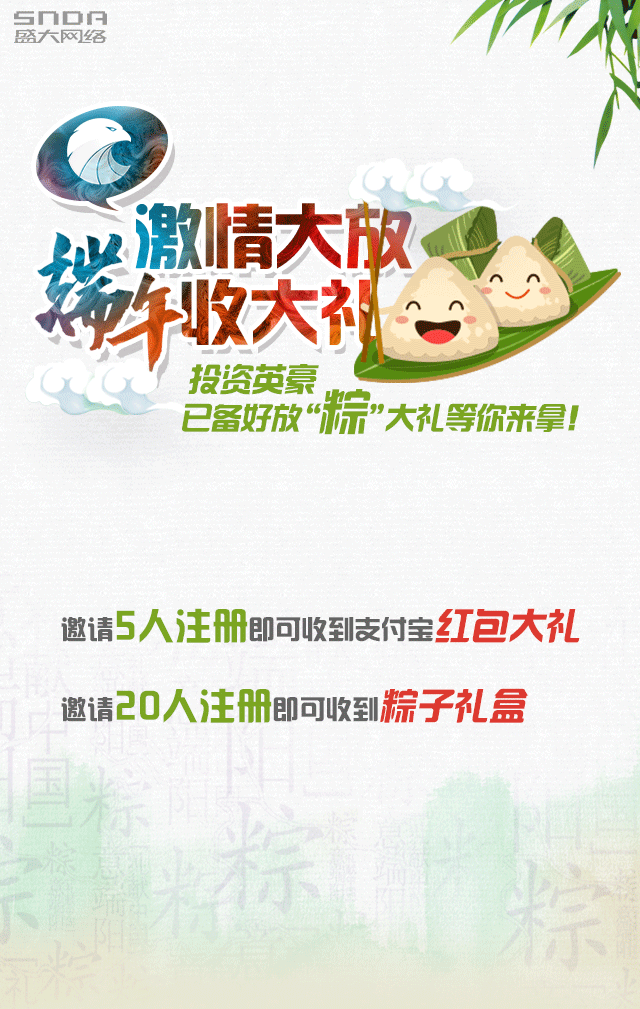 SNDA
盛大网络
激情大放
端午收大礼
投资英豪
已备好放“粽”大礼等你来拿！
邀请5人注册即可收到支付宝红包大礼
邀请20人注册即可收到粽子礼盒